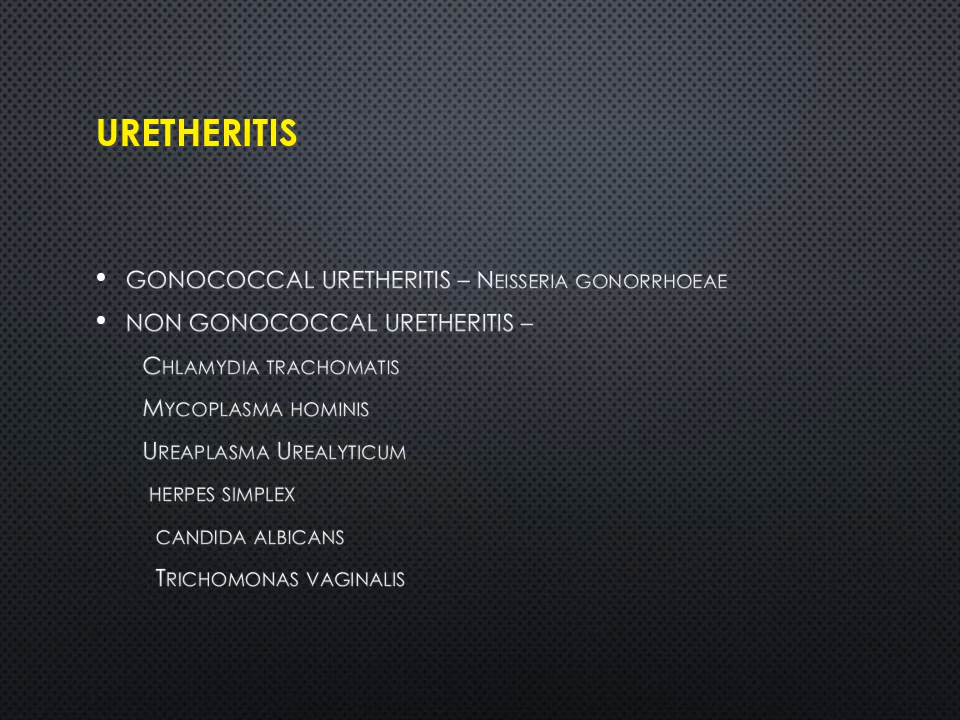 URETHERITIS
• GONOCOCCAL URETHERITIS – Neisseria gonorrhoeae
• NON GONOCOCCAL URETHERITIS –
Chlamydia trachomatis
Mycoplasma hominis
Ureaplasma Urealyticum
herpes simplex
candida albicans
Trichomonas vaginalis